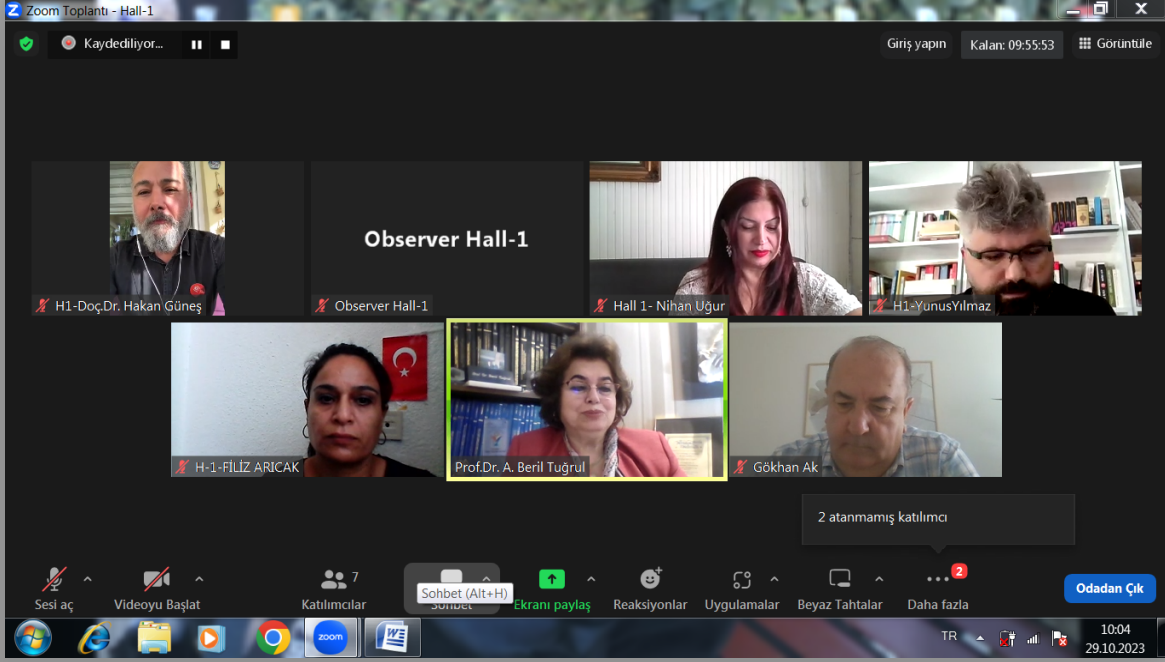 Zoom Toplantı - Hall-1
Kaydediliyor...
Giriş yapın
Kalan: 09:55:53
Görüntüle
H1-Doç.Dr. Hakan Güneş
Observer Hall-1
Observer Hall-1
Hall 1- Nihan Uğur
H1-YunusYılmaz
H-1-FİLİZ ARICAK
Prof.Dr. A. Beril Tuğrul
Gökhan Ak
2 atanmamış katılımcı
7
2
Sesi aç
Videoyu Başlat
Katılımcılar
Sohbet
Sohbet (Alt+H)
Ekranı paylaş
Reaksiyonlar
Uygulamalar
Beyaz Tahtalar
Daha fazla
Odadan Çık
zoom
TR
10:04
29.10.2023